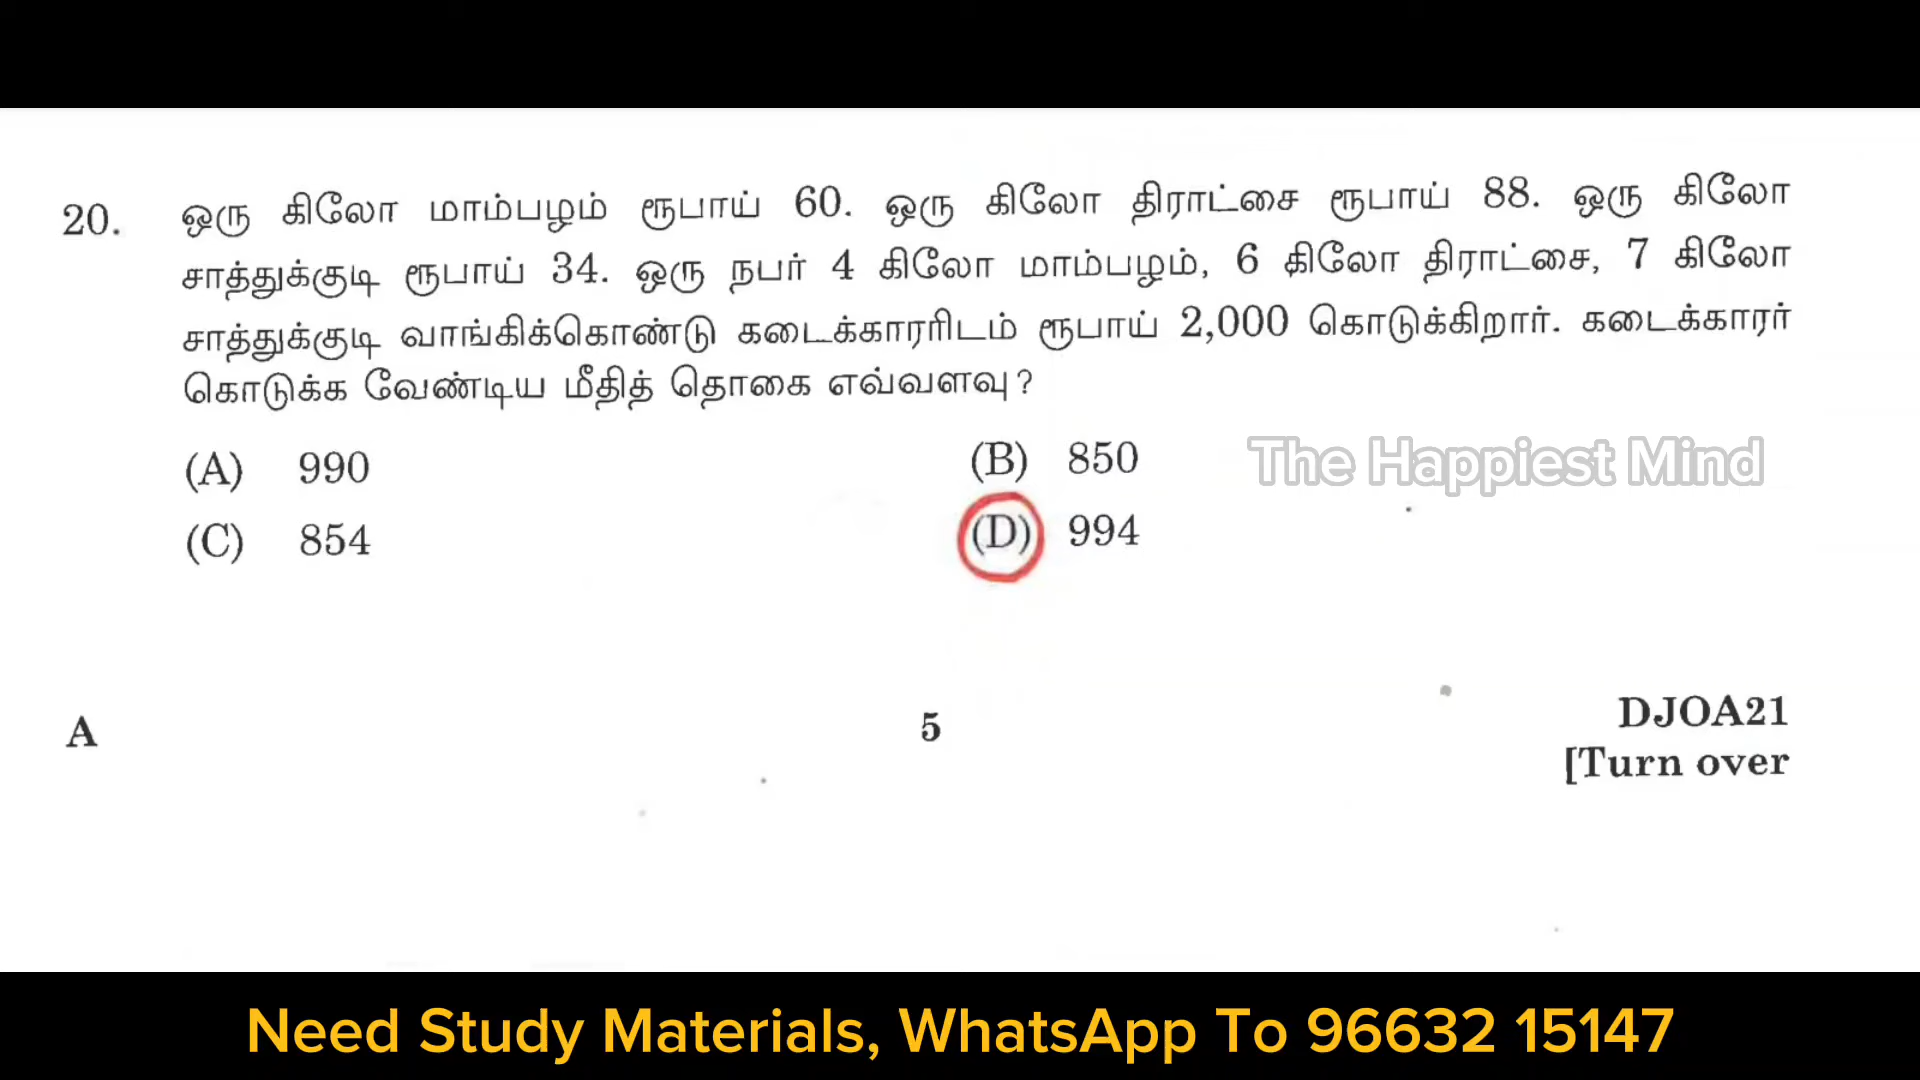 20. ஒரு கிலோ மாம்பழம் ரூபாய் 60. ஒரு கிலோ திராட்சை ரூபாய் 88. ஒரு கிலோ
சாத்துக்குடி ரூபாய் 34. ஒரு நபர் 4 கிலோ மாம்பழம், 6 கிலோ திராட்சை, 7 கிலோ
சாத்துக்குடி வாங்கிக்கொண்டு கடைக்காரரிடம் ரூபாய் 2,000 கொடுக்கிறார். கடைக்காரர்
கொடுக்க வேண்டிய மீதித் தொகை எவ்வளவு?
(A) 990 (B) 850
The Happiest Mind
(C) 854 (D) 994
A 5 DJOA21
[Turn over
Need Study Materials, WhatsApp To 96632 15147